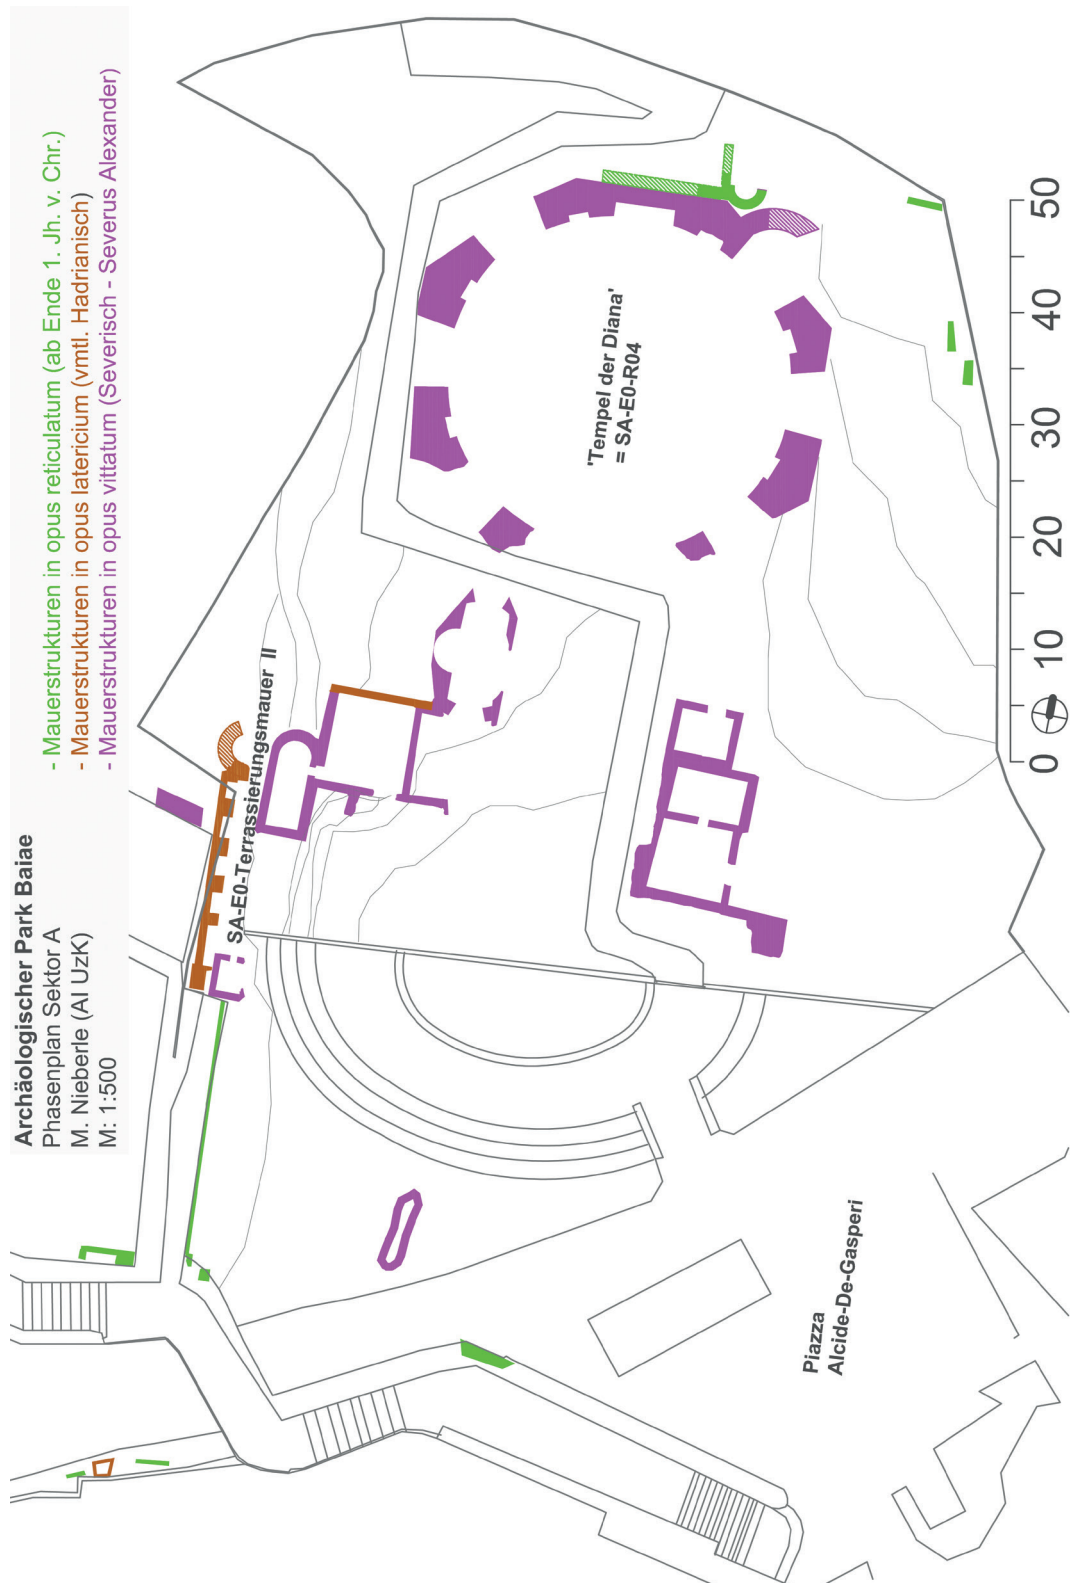 Archäologischer Park Baiae
Phasenplan Sektor A
M. Nieberle (AI UzK)
M: 1:500
- Mauerstrukturen in opus reticulatum (ab Ende 1. Jh. v. Chr.)
- Mauerstrukturen in opus latericium (vmtl. Hadrianisch)
- Mauerstrukturen in opus vittatum (Severisch - Severus Alexander)
SA-E0-Terrassierungsmauer II
'Tempel der Diana'
= SA-E0-R04
Piazza
Alcide-De-Gasperi
0 10 20 30 40 50